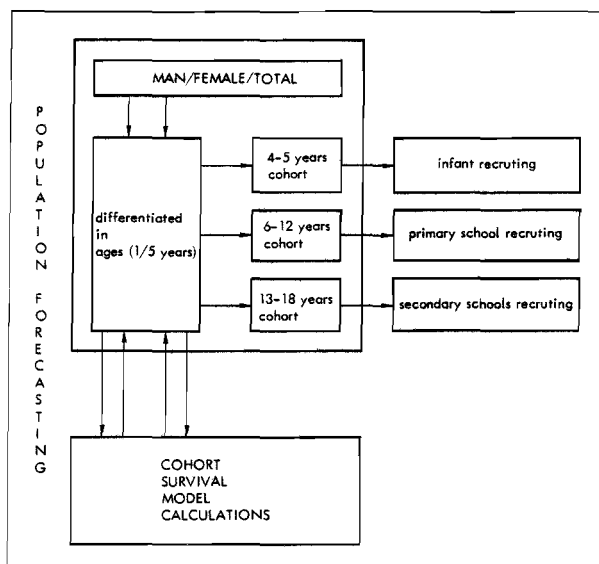 POPULATION FORECASTING
MAN/FEMALE/TOTAL
differentiated
in
ages (1/5 years)
4-5 years
cohort
infant recruting
6-12 years
cohort
primary school recruting
13-18 years
cohort
secondary schools recruting
COHORT
SURVIVAL
MODEL
CALCULATIONS